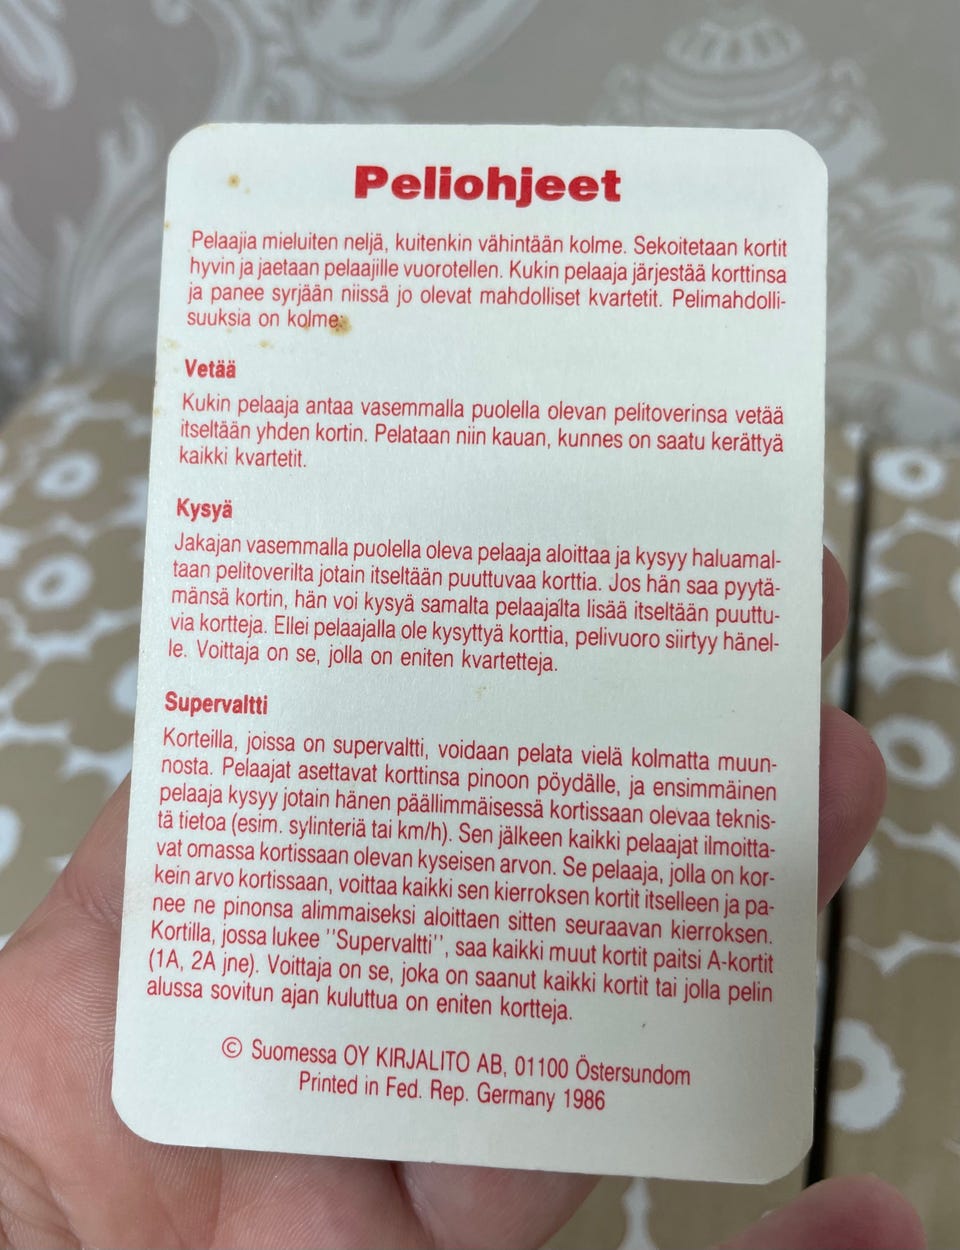 Peliohjeet
Pelaajia mieluiten neljä, kuitenkin vähintään kolme. Sekoitetaan kortit
hyvin ja jaetaan pelaajille vuorotellen. Kukin pelaaja järjestää korttinsa
ja panee syrjään niissä jo olevat mahdolliset kvartetit. Pelimahdolli-
suuksia on kolme:
Vetää
Kukin pelaaja antaa vasemmalla puolella olevan pelitoverinsa vetää
itseltään yhden kortin. Pelataan niin kauan, kunnes on saatu kerättyä
kaikki kvartetit.
Kysyä
Jakajan vasemmalla puolella oleva pelaaja aloittaa ja kysyy haluamal-
taan pelitoverilta jotain itseltään puuttuvaa korttia. Jos hän saa pyytä-
mänsä kortin, hän voi kysyä samalta pelaajalta lisää itseltään puuttu-
via kortteja. Ellei pelaajalla ole kysyttyä korttia, pelivuoro siirtyy hänel-
le. Voittaja on se, jolla on eniten kvartetteja.
Supervaltti
Korteilla, joissa on supervaltti, voidaan pelata vielä kolmatta muun-
nosta. Pelaajat asettavat korttinsa pinoon pöydälle, ja ensimmäinen
pelaaja kysyy jotain hänen päällimmäisessä kortissaan olevaa teknis-
tä tietoa (esim. sylinteriä tai km/h). Sen jälkeen kaikki pelaajat ilmoitta-
vat omassa kortissaan olevan kyseisen arvon. Se pelaaja, jolla on kor-
kein arvo kortissaan, voittaa kaikki sen kierroksen kortit itselleen ja pa-
nee ne pinonsa alimmaiseksi aloittaen sitten seuraavan kierroksen.
Kortilla, jossa lukee "Supervaltti", saa kaikki muut kortit paitsi A-kortit
(1A, 2A jne). Voittaja on se, joka on saanut kaikki kortit tai jolla pelin
alussa sovitun ajan kuluttua on eniten kortteja.
© Suomessa OY KIRJALITO AB, 01100 Östersundom
Printed in Fed. Rep. Germany 1986